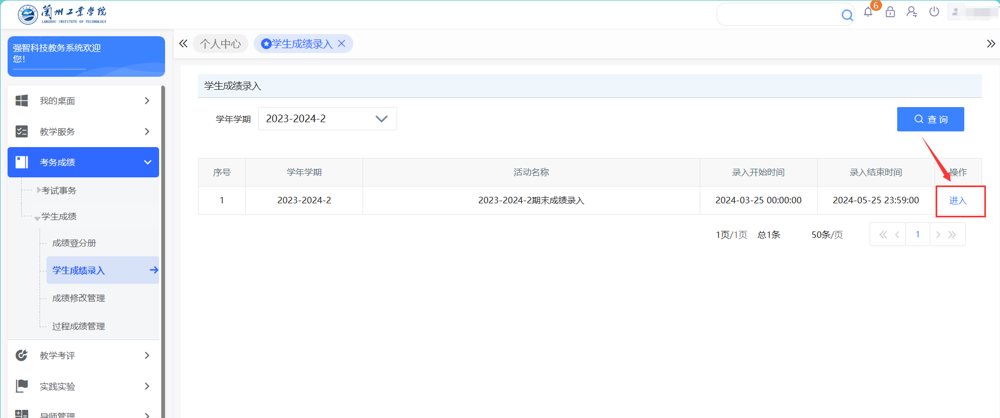 兰州工业学院
LANZHOU INSTITUTE OF TECHNOLOGY
6
强智科技教务系统欢迎
您!
个人中心
学生成绩录入
我的桌面
教学服务
考务成绩
考试事务
学生成绩
成绩登分册
学生成绩录入
成绩修改管理
过程成绩管理
教学考评
实践实验
导师管理
学生成绩录入
学年学期 2023-2024-2 查 询
序号 学年学期 活动名称 录入开始时间 录入结束时间 操作
1 2023-2024-2 2023-2024-2期末成绩录入 2024-03-25 00:00:00 2024-05-25 23:59:00 进入
1页/1页 总1条 50条/页 1